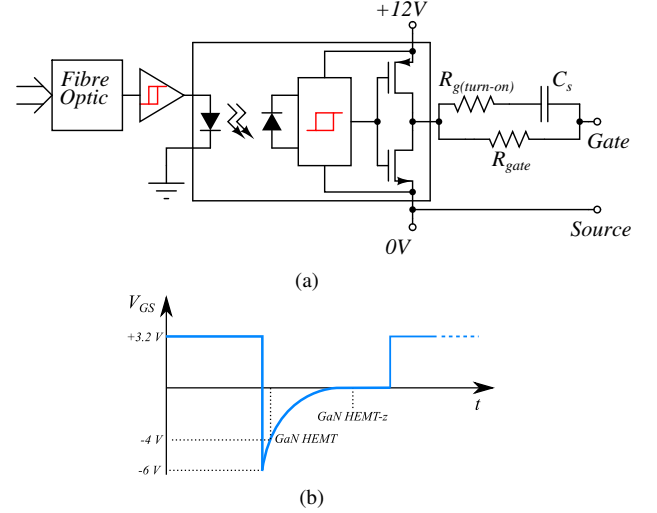 +12V
Fibre
Optic
R_g(turn-on)
C_s
R_gate
Gate
Source
0V
(a)
V_GS
+3.2 V
t
GaN HEMT-z
-4 V
GaN HEMT
-6 V
(b)